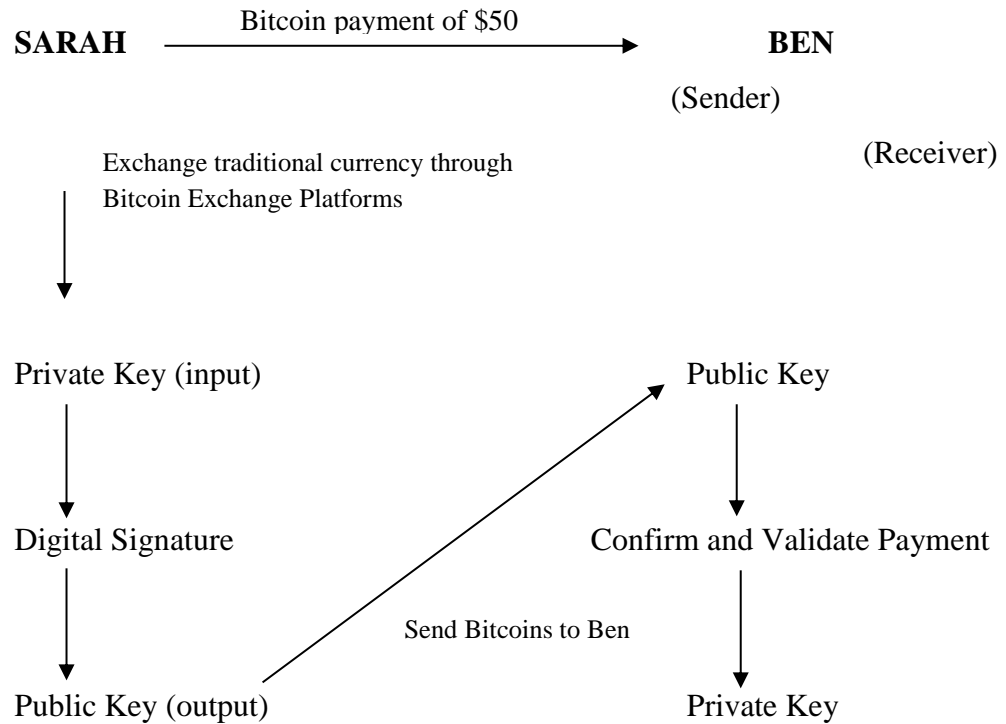 Bitcoin payment of $50
SARAH BEN
(Sender)
(Receiver)
Exchange traditional currency through
Bitcoin Exchange Platforms
Private Key (input) Public Key
Digital Signature Confirm and Validate Payment
Send Bitcoins to Ben
Public Key (output) Private Key